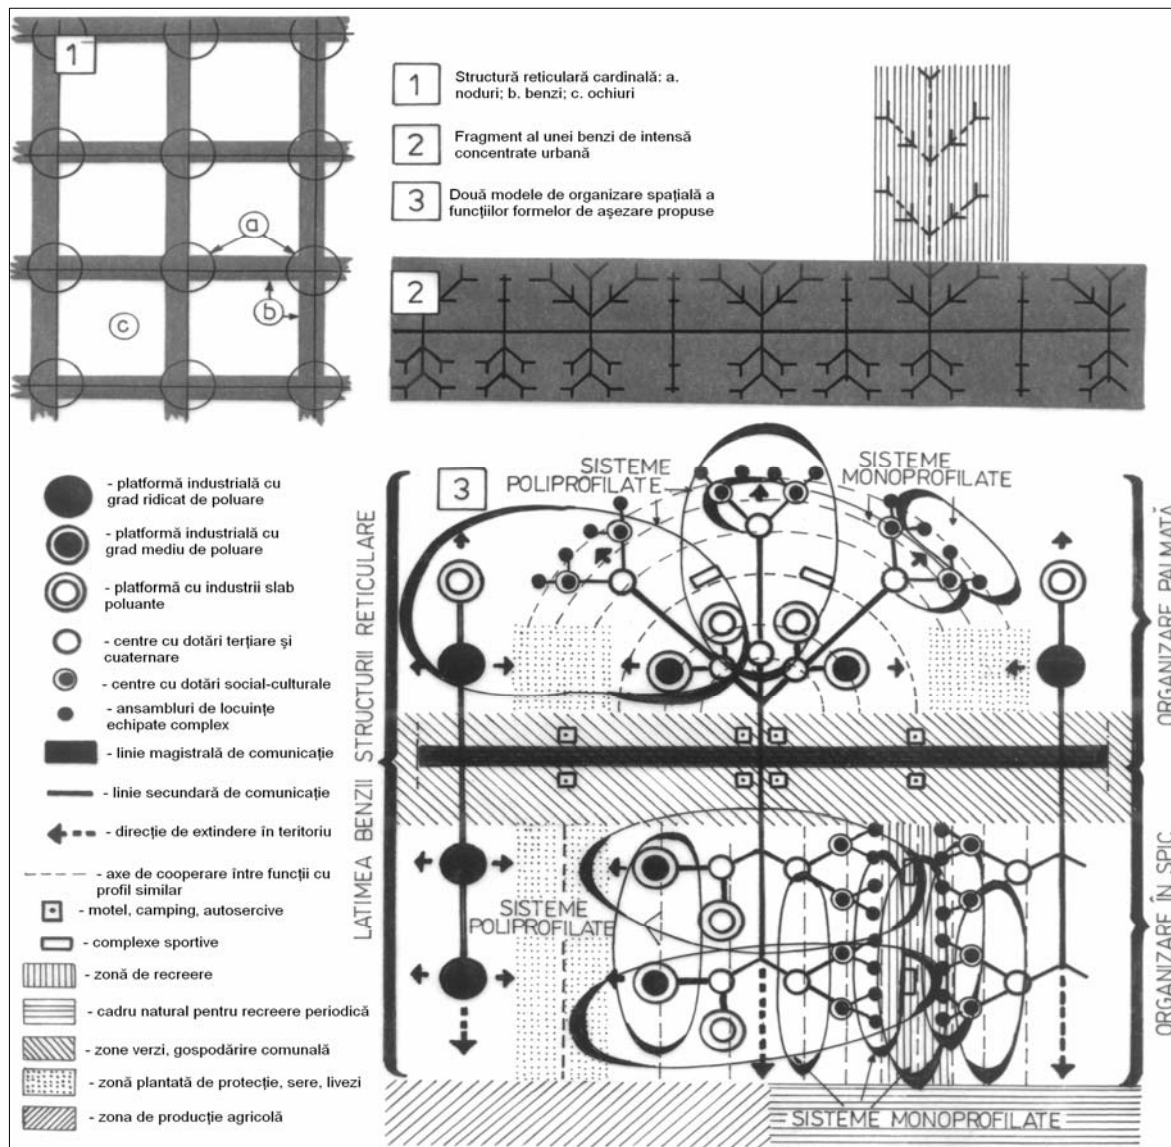 1
a
b
c
1
Structură reticulară cardinală: a.
noduri; b. benzi; c. ochiuri
2
Fragment al unei benzi de intensă
concentrate urbană
3
Două modele de organizare spațială a
funcțiilor formelor de așezare propuse
2
- platformă industrială cu
grad ridicat de poluare
- platformă industrială cu
grad mediu de poluare
- platformă cu industrii slab
poluante
- centre cu dotări terțiare și
cuaternare
- centre cu dotări social-culturale
- ansambluri de locuințe
echipate complex
- linie magistrală de comunicație
- linie secundară de comunicație
- direcție de extindere în teritoriu
- axe de cooperare între funcții cu
profil similar
- motel, camping, autosercive
- complexe sportive
- zonă de recreere
- cadru natural pentru recreere periodică
- zone verzi, gospodărire comunală
- zonă plantată de protecție, sere, livezi
- zona de producție agricolă
LATIMEA BENZII STRUCTURII RETICULARE
3
SISTEME
POLIPROFILATE
SISTEME
MONOPROFILATE
SISTEME
POLIPROFILATE
SISTEME MONOPROFILATE
ORGANIZARE PALMATĂ
ORGANIZARE ÎN SPIC